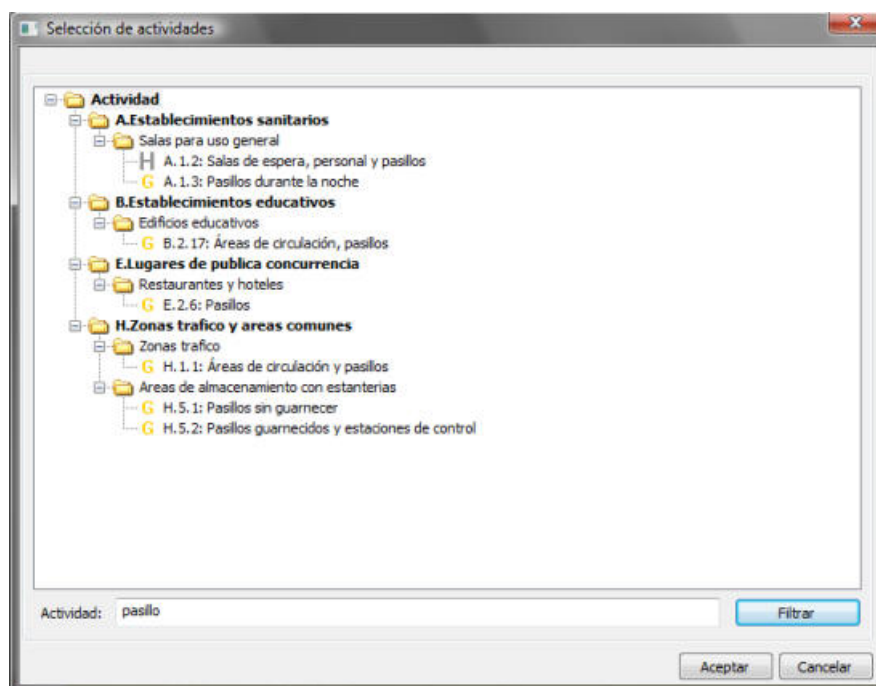 Selección de actividades
Actividad
A.Establecimientos sanitarios
Salas para uso general
H A.1.2: Salas de espera, personal y pasillos
G A.1.3: Pasillos durante la noche
B.Establecimientos educativos
Edificios educativos
G B.2.17: Áreas de circulación, pasillos
E.Lugares de publica concurrencia
Restaurantes y hoteles
G E.2.6: Pasillos
H.Zonas trafico y areas comunes
Zonas trafico
G H.1.1: Áreas de circulación y pasillos
Areas de almacenamiento con estanterias
G H.5.1: Pasillos sin guarnecer
G H.5.2: Pasillos guarnecidos y estaciones de control
Actividad: pasillo Filtrar
Aceptar Cancelar